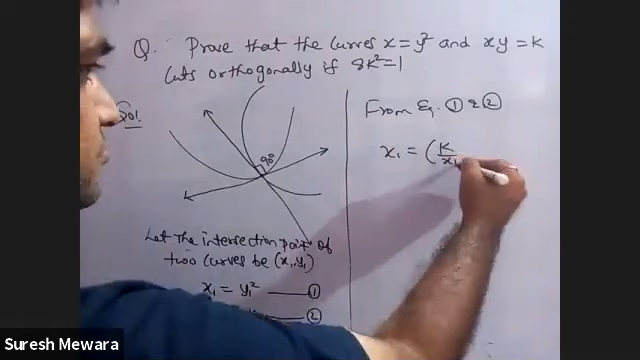 Q. Prove that the curves x = y² and xy = k
cuts orthogonally if 8k² = 1
Sol.
90°
Let the intersection point of
two curves be (x₁, y₁)
x₁ = y₁² ——— ①
——— ②
From Eq. ① & ②
x₁ = (k/x₁
Suresh Mewara